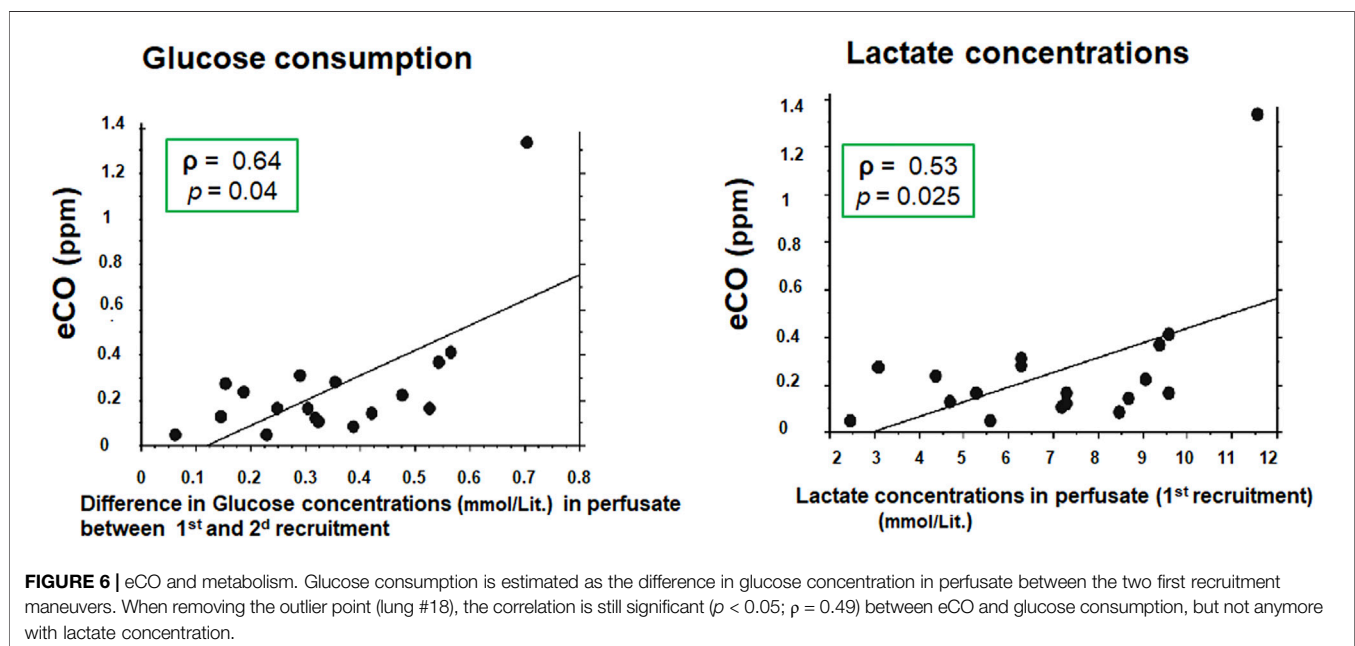 Glucose consumption
ρ = 0.64
p = 0.04
eCO (ppm)
1.4
1.2
1
0.8
0.6
0.4
0.2
0
0 0.1 0.2 0.3 0.4 0.5 0.6 0.7 0.8
Difference in Glucose concentrations (mmol/Lit.) in perfusate
between 1st and 2d recruitment
Lactate concentrations
ρ = 0.53
p = 0.025
eCO (ppm)
1.4
1.2
1
0.8
0.6
0.4
0.2
0
2 3 4 5 6 7 8 9 10 11 12
Lactate concentrations in perfusate (1st recruitment)
(mmol/Lit.)
FIGURE 6 | eCO and metabolism. Glucose consumption is estimated as the difference in glucose concentration in perfusate between the two first recruitment
maneuvers. When removing the outlier point (lung #18), the correlation is still significant (p < 0.05; ρ = 0.49) between eCO and glucose consumption, but not anymore
with lactate concentration.